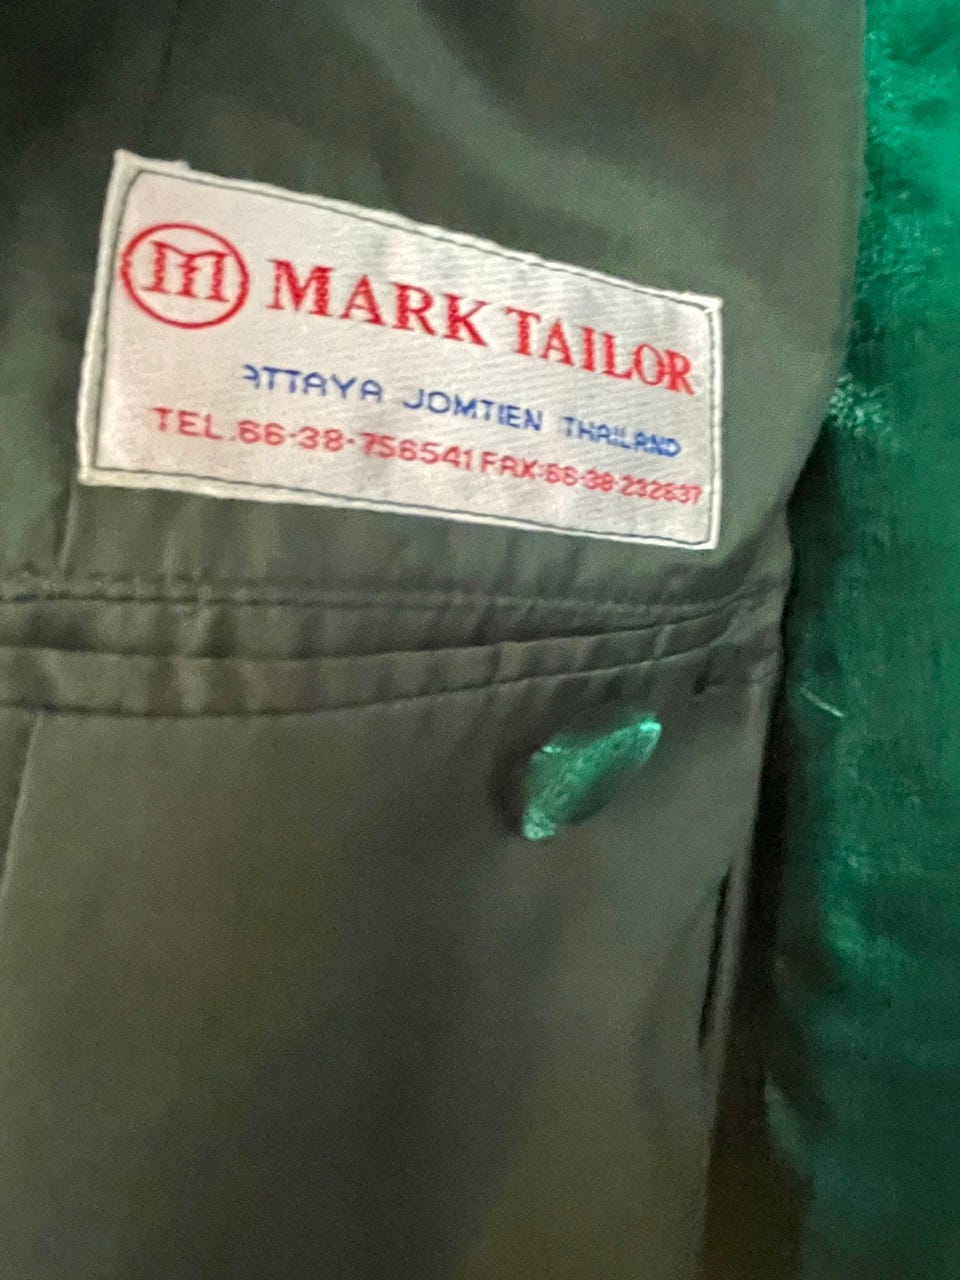 m MARK TAILOR
ATTAYA JOMTIEN THAILAND
TEL.66-38-756541 FAX:66-38-232637